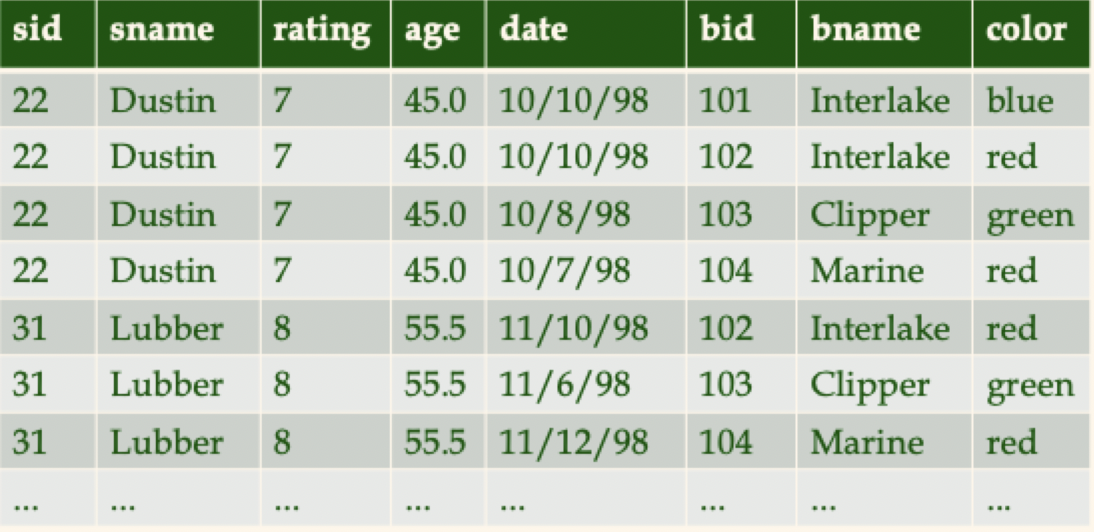 sid sname rating age date bid bname color
22 Dustin 7 45.0 10/10/98 101 Interlake blue
22 Dustin 7 45.0 10/10/98 102 Interlake red
22 Dustin 7 45.0 10/8/98 103 Clipper green
22 Dustin 7 45.0 10/7/98 104 Marine red
31 Lubber 8 55.5 11/10/98 102 Interlake red
31 Lubber 8 55.5 11/6/98 103 Clipper green
31 Lubber 8 55.5 11/12/98 104 Marine red
... ... ... ... ... ... ... ...